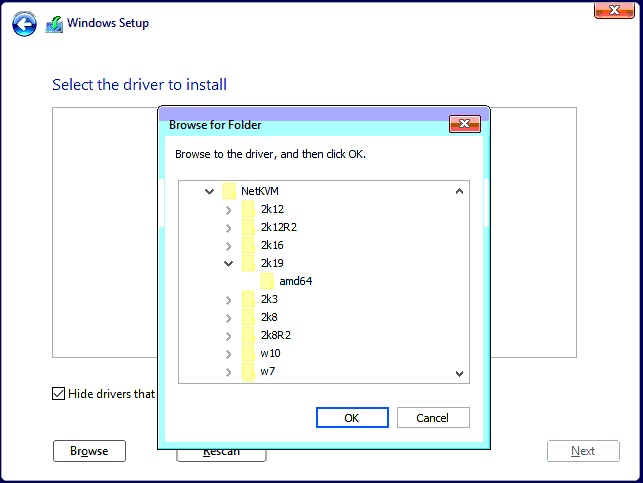 Windows Setup
Select the driver to install
Browse for Folder
Browse to the driver, and then click OK.
NetKVM
2k12
2k12R2
2k16
2k19
amd64
2k3
2k8
2k8R2
w10
w7
Hide drivers that
OK
Cancel
Browse
Rescan
Next